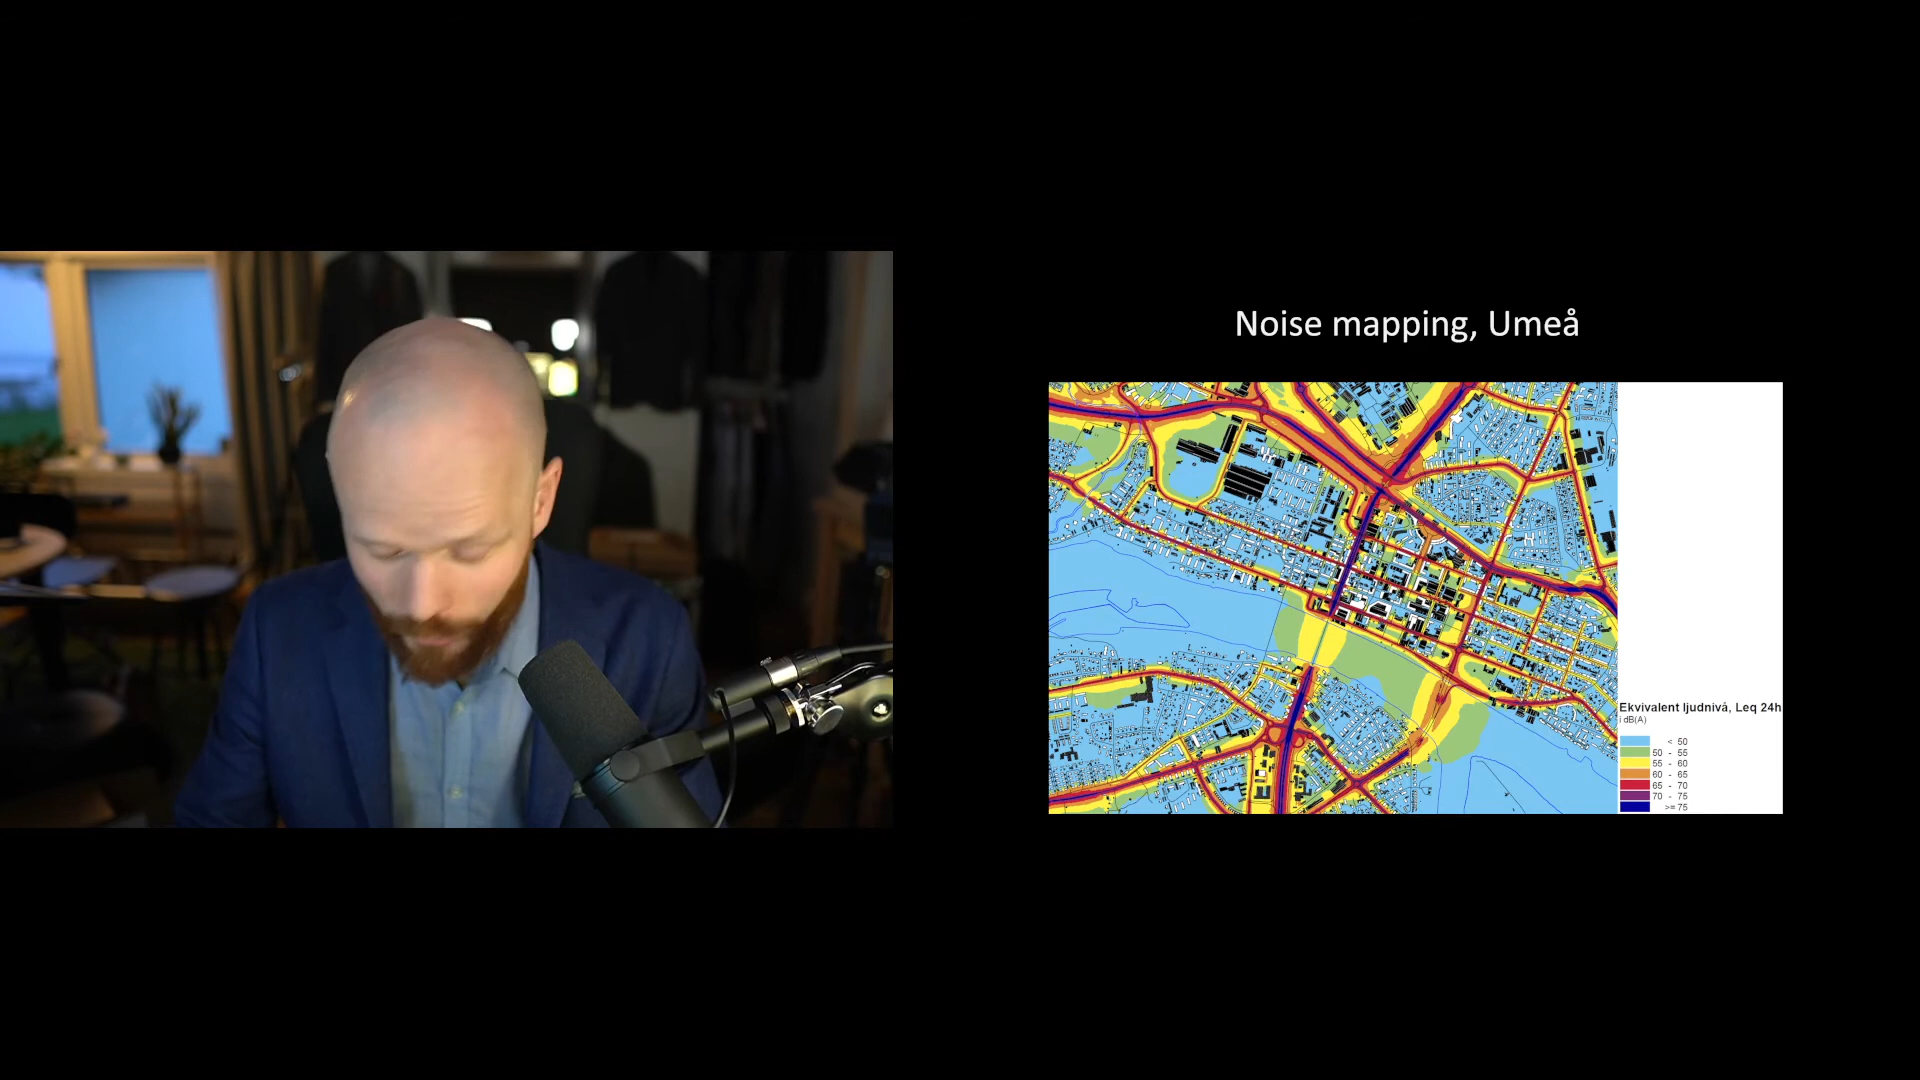 Noise mapping, Umeå
Ekvivalent ljudnivå, Leq 24h
i dB(A)
< 50
50 - 55
55 - 60
60 - 65
65 - 70
70 - 75
>= 75